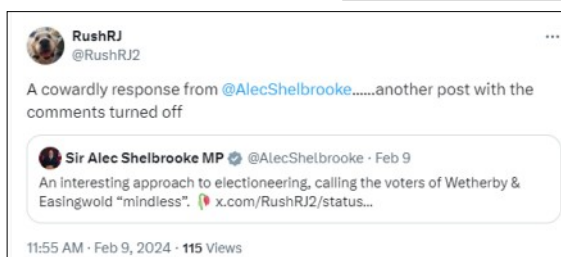 RushRJ
@RushRJ2
...
A cowardly response from @AlecShelbrooke......another post with the
comments turned off
Sir Alec Shelbrooke MP @AlecShelbrooke · Feb 9
An interesting approach to electioneering, calling the voters of Wetherby &
Easingwold “mindless”. 🥀 x.com/RushRJ2/status...
11:55 AM · Feb 9, 2024 · 115 Views